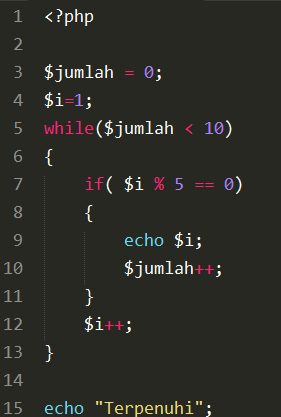 1 <?php
2
3 $jumlah = 0;
4 $i=1;
5 while($jumlah < 10)
6 {
7     if( $i % 5 == 0)
8     {
9         echo $i;
10         $jumlah++;
11     }
12     $i++;
13 }
14
15 echo "Terpenuhi";